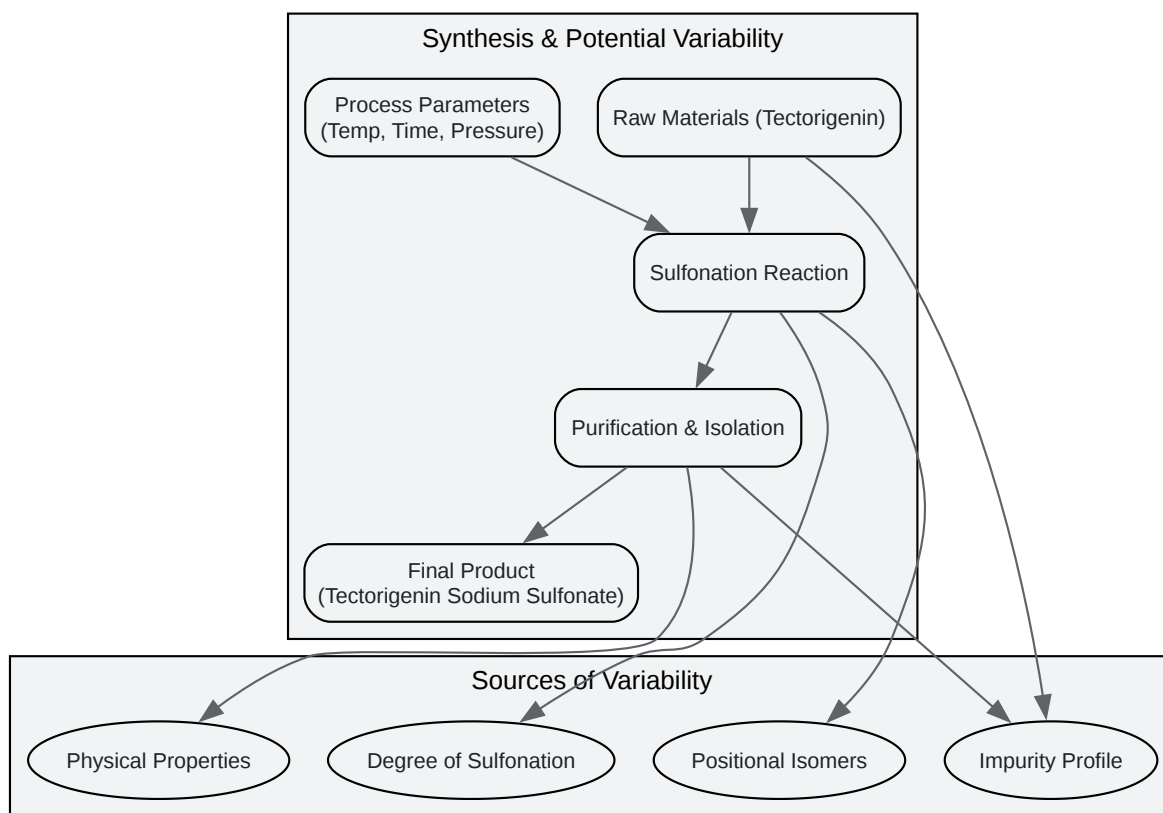 Synthesis & Potential Variability
Process Parameters
(Temp, Time, Pressure)
Raw Materials (Tectorigenin)
Sulfonation Reaction
Purification & Isolation
Final Product
(Tectorigenin Sodium Sulfonate)
Sources of Variability
Physical Properties
Degree of Sulfonation
Positional Isomers
Impurity Profile